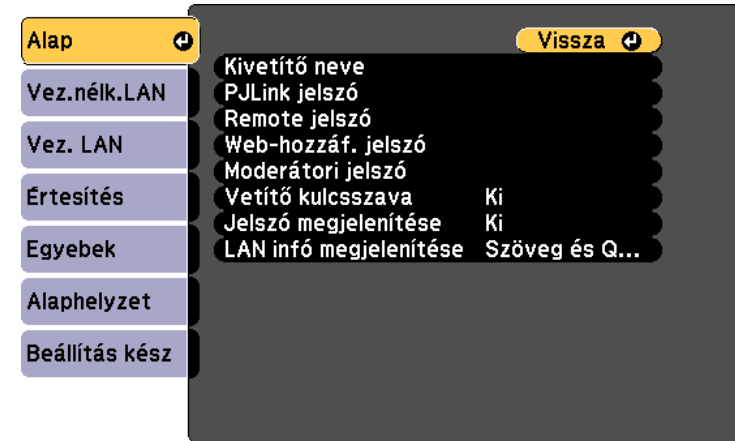 Alap
Vez.nélk.LAN
Vez. LAN
Értesítés
Egyebek
Alaphelyzet
Beállítás kész
Vissza
Kivetítő neve
PJLink jelszó
Remote jelszó
Web-hozzáf. jelszó
Moderátori jelszó
Vetítő kulcsszava Ki
Jelszó megjelenítése Ki
LAN infó megjelenítése Szöveg és Q...